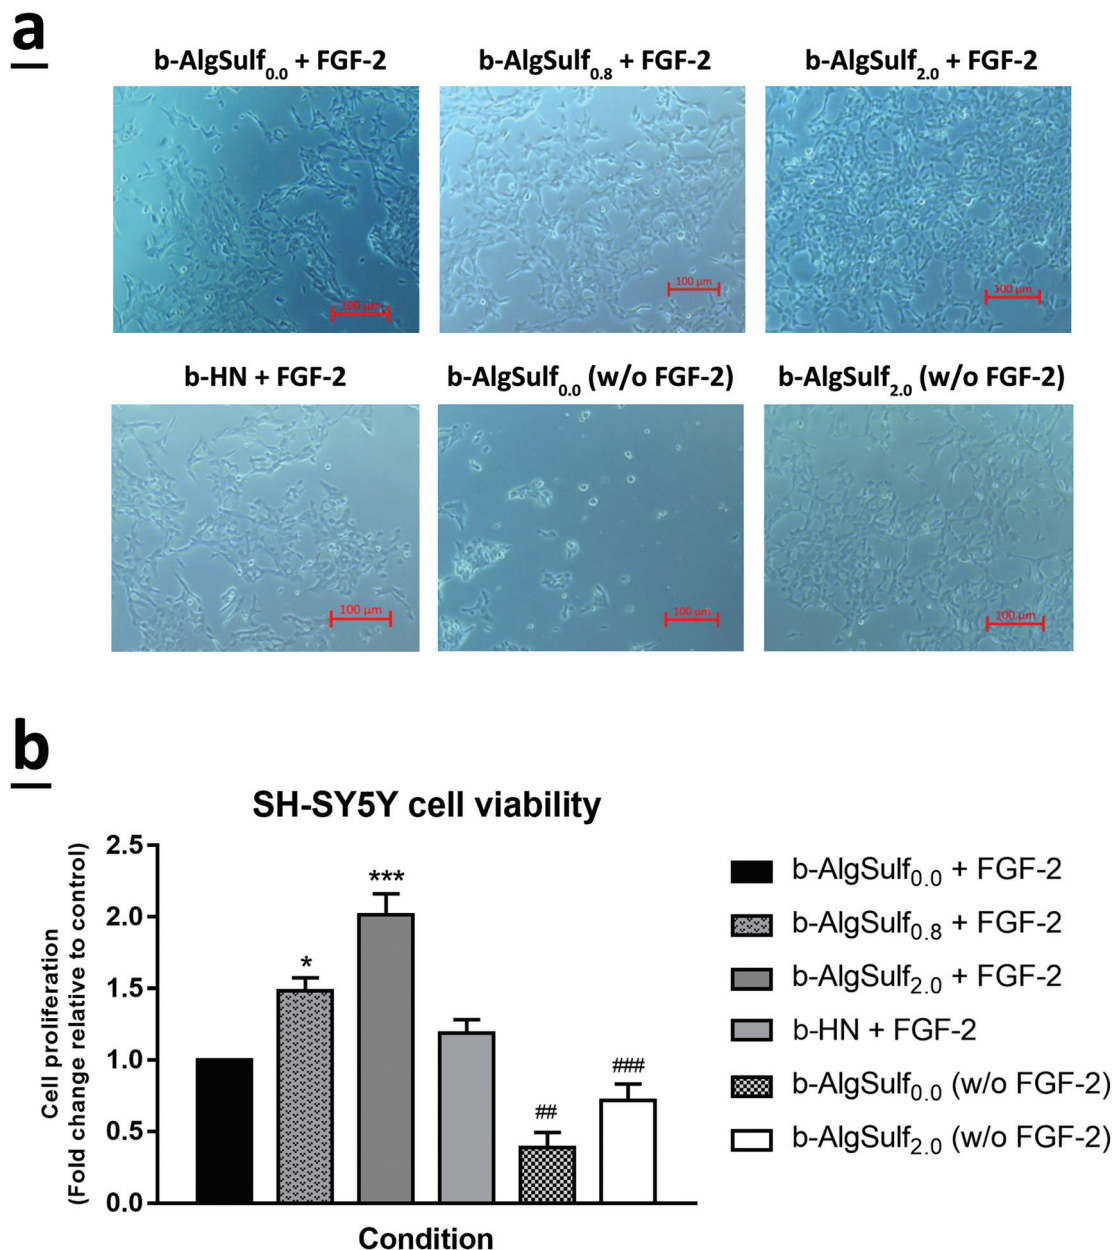 a
b-AlgSulf0.0 + FGF-2
b-AlgSulf0.8 + FGF-2
b-AlgSulf2.0 + FGF-2
100 μm
100 μm
100 μm
b-HN + FGF-2
b-AlgSulf0.0 (w/o FGF-2)
b-AlgSulf2.0 (w/o FGF-2)
100 μm
100 μm
100 μm
b
SH-SY5Y cell viability
Cell proliferation
(Fold change relative to control)
2.5
2.0
1.5
1.0
0.5
0.0
*
***
##
###
Condition
b-AlgSulf0.0 + FGF-2
b-AlgSulf0.8 + FGF-2
b-AlgSulf2.0 + FGF-2
b-HN + FGF-2
b-AlgSulf0.0 (w/o FGF-2)
b-AlgSulf2.0 (w/o FGF-2)